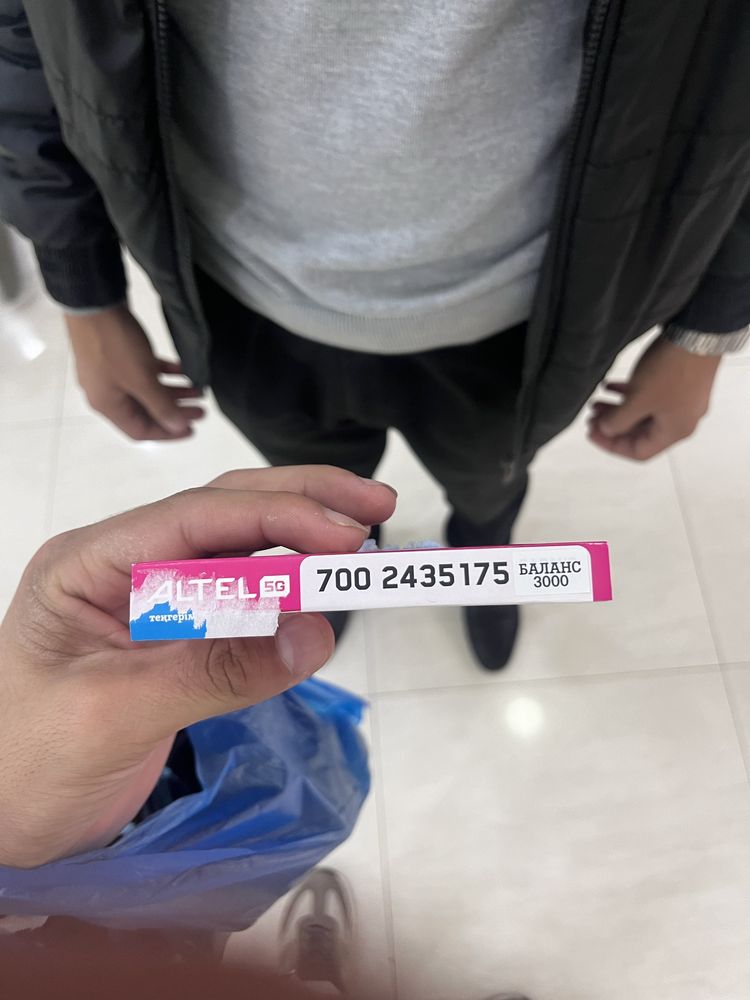 ALTEL 5G
теңгерім
700 2435175
БАЛАНС
3000